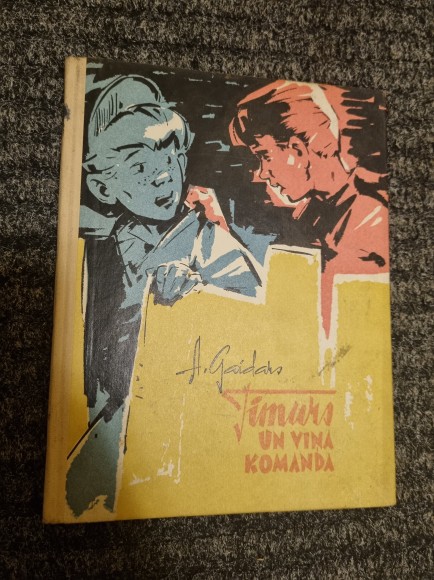 A. Gaidars
Timurs
UN VIŅA
KOMANDA